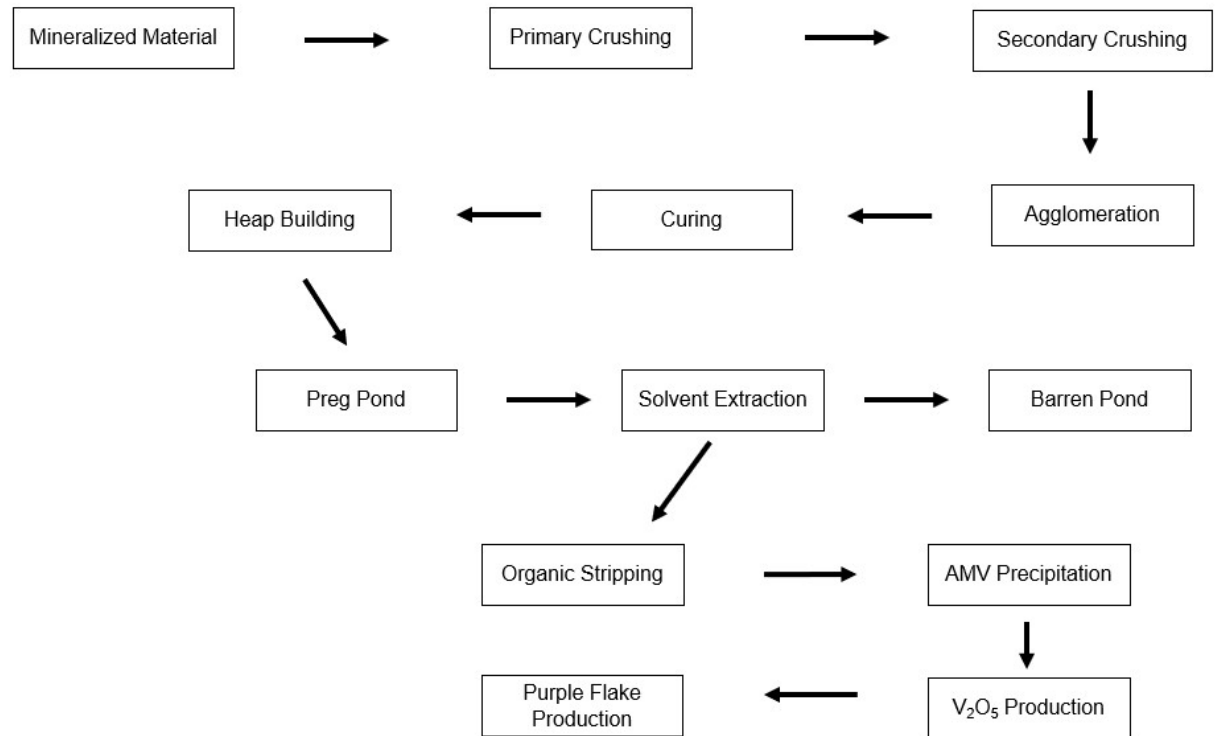 Mineralized Material
Primary Crushing
Secondary Crushing
Heap Building
Curing
Agglomeration
Preg Pond
Solvent Extraction
Barren Pond
Organic Stripping
AMV Precipitation
Purple Flake
Production
V₂O₅ Production